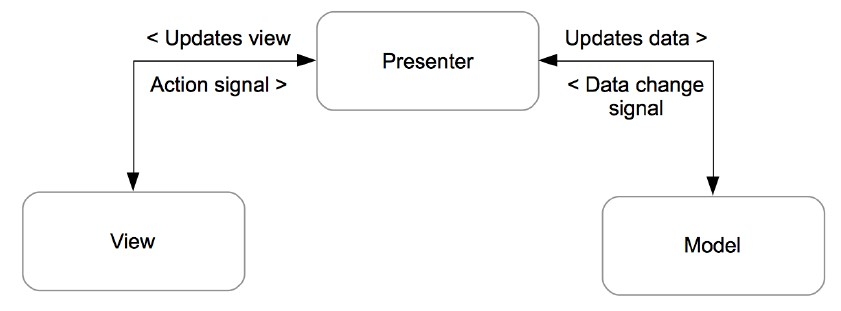 < Updates view
Action signal >
Presenter
Updates data >
< Data change
signal
View
Model